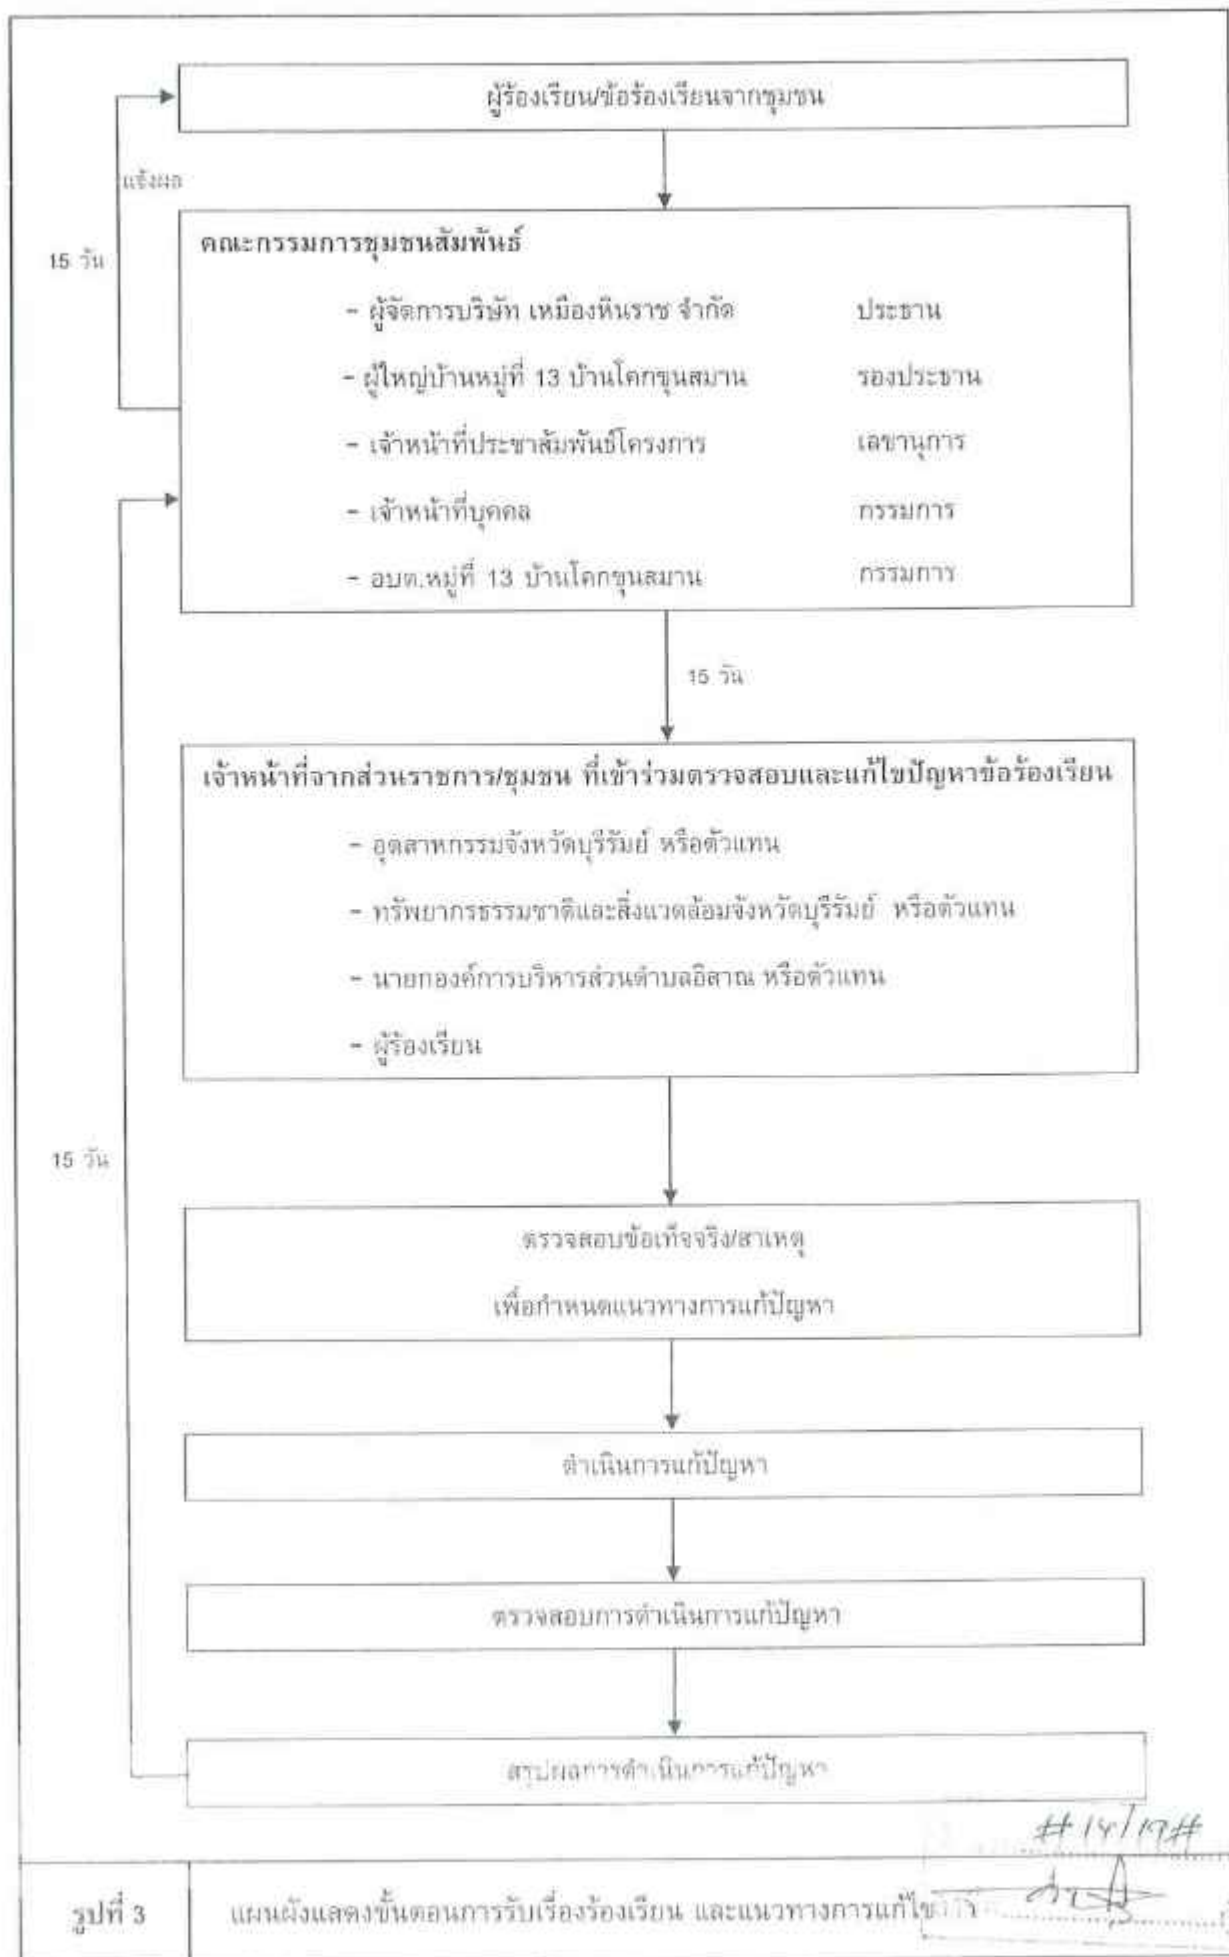 ผู้ร้องเรียน/ข้อร้องเรียนจากชุมชน
แจ้งผล
15 วัน
คณะกรรมการชุมชนสัมพันธ์
- ผู้จัดการบริษัท เหมืองหินราช จำกัด ประธาน
- ผู้ใหญ่บ้านหมู่ที่ 13 บ้านโคกขุนสมาน รองประธาน
- เจ้าหน้าที่ประชาสัมพันธ์โครงการ เลขานุการ
- เจ้าหน้าที่บุคคล กรรมการ
- อบต.หมู่ที่ 13 บ้านโคกขุนสมาน กรรมการ
15 วัน
เจ้าหน้าที่จากส่วนราชการ/ชุมชน ที่เข้าร่วมตรวจสอบและแก้ไขปัญหาข้อร้องเรียน
- อุตสาหกรรมจังหวัดบุรีรัมย์ หรือตัวแทน
- ทรัพยากรธรรมชาติและสิ่งแวดล้อมจังหวัดบุรีรัมย์ หรือตัวแทน
- นายกองค์การบริหารส่วนตำบลอิสาณ หรือตัวแทน
- ผู้ร้องเรียน
15 วัน
ตรวจสอบข้อเท็จจริง/สาเหตุ
เพื่อกำหนดแนวทางการแก้ปัญหา
ดำเนินการแก้ปัญหา
ตรวจสอบการดำเนินการแก้ปัญหา
สรุปผลการดำเนินการแก้ปัญหา
#14/19#
รูปที่ 3 แผนผังแสดงขั้นตอนการรับเรื่องร้องเรียน และแนวทางการแก้ไข